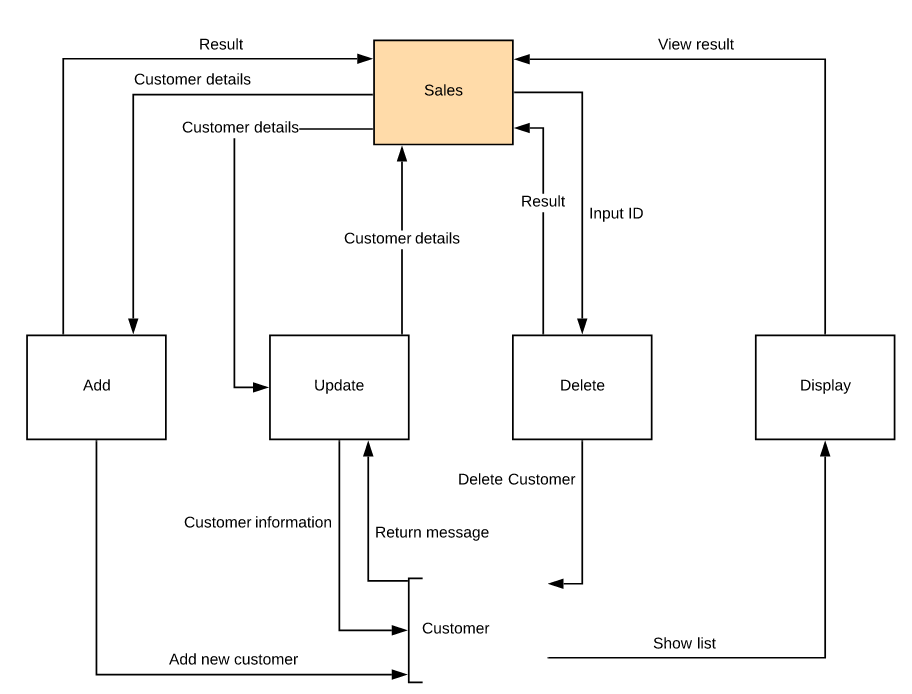 Result
View result
Customer details
Sales
Customer details
Result
Input ID
Customer details
Add
Update
Delete
Display
Delete Customer
Customer information
Return message
Customer
Show list
Add new customer